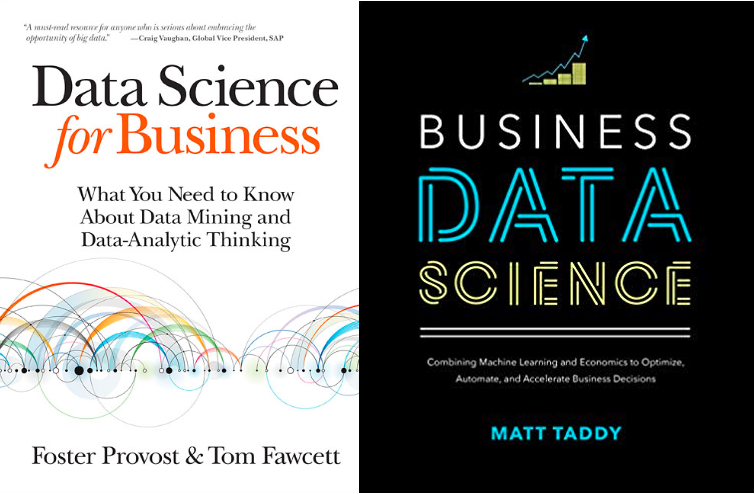 “A must-read resource for anyone who is serious about embracing the
opportunity of big data.” —Craig Vaughan, Global Vice President, SAP
Data Science
for Business
What You Need to Know
About Data Mining and
Data-Analytic Thinking
Foster Provost & Tom Fawcett
BUSINESS
DATA
SCIENCE
Combining Machine Learning and Economics to Optimize,
Automate, and Accelerate Business Decisions
MATT TADDY